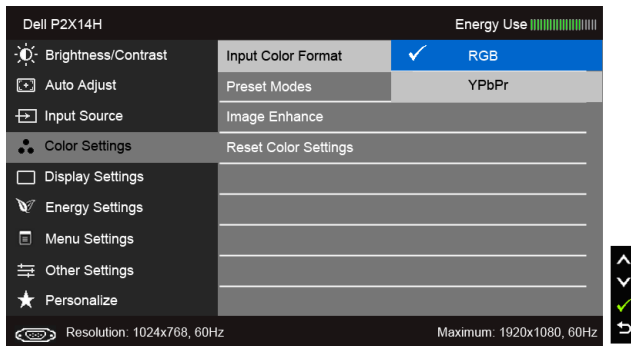 Dell P2X14H Energy Use
Brightness/Contrast Input Color Format RGB
Auto Adjust Preset Modes YPbPr
Input Source Image Enhance
Color Settings Reset Color Settings
Display Settings
Energy Settings
Menu Settings
Other Settings
Personalize
Resolution: 1024x768, 60Hz Maximum: 1920x1080, 60Hz